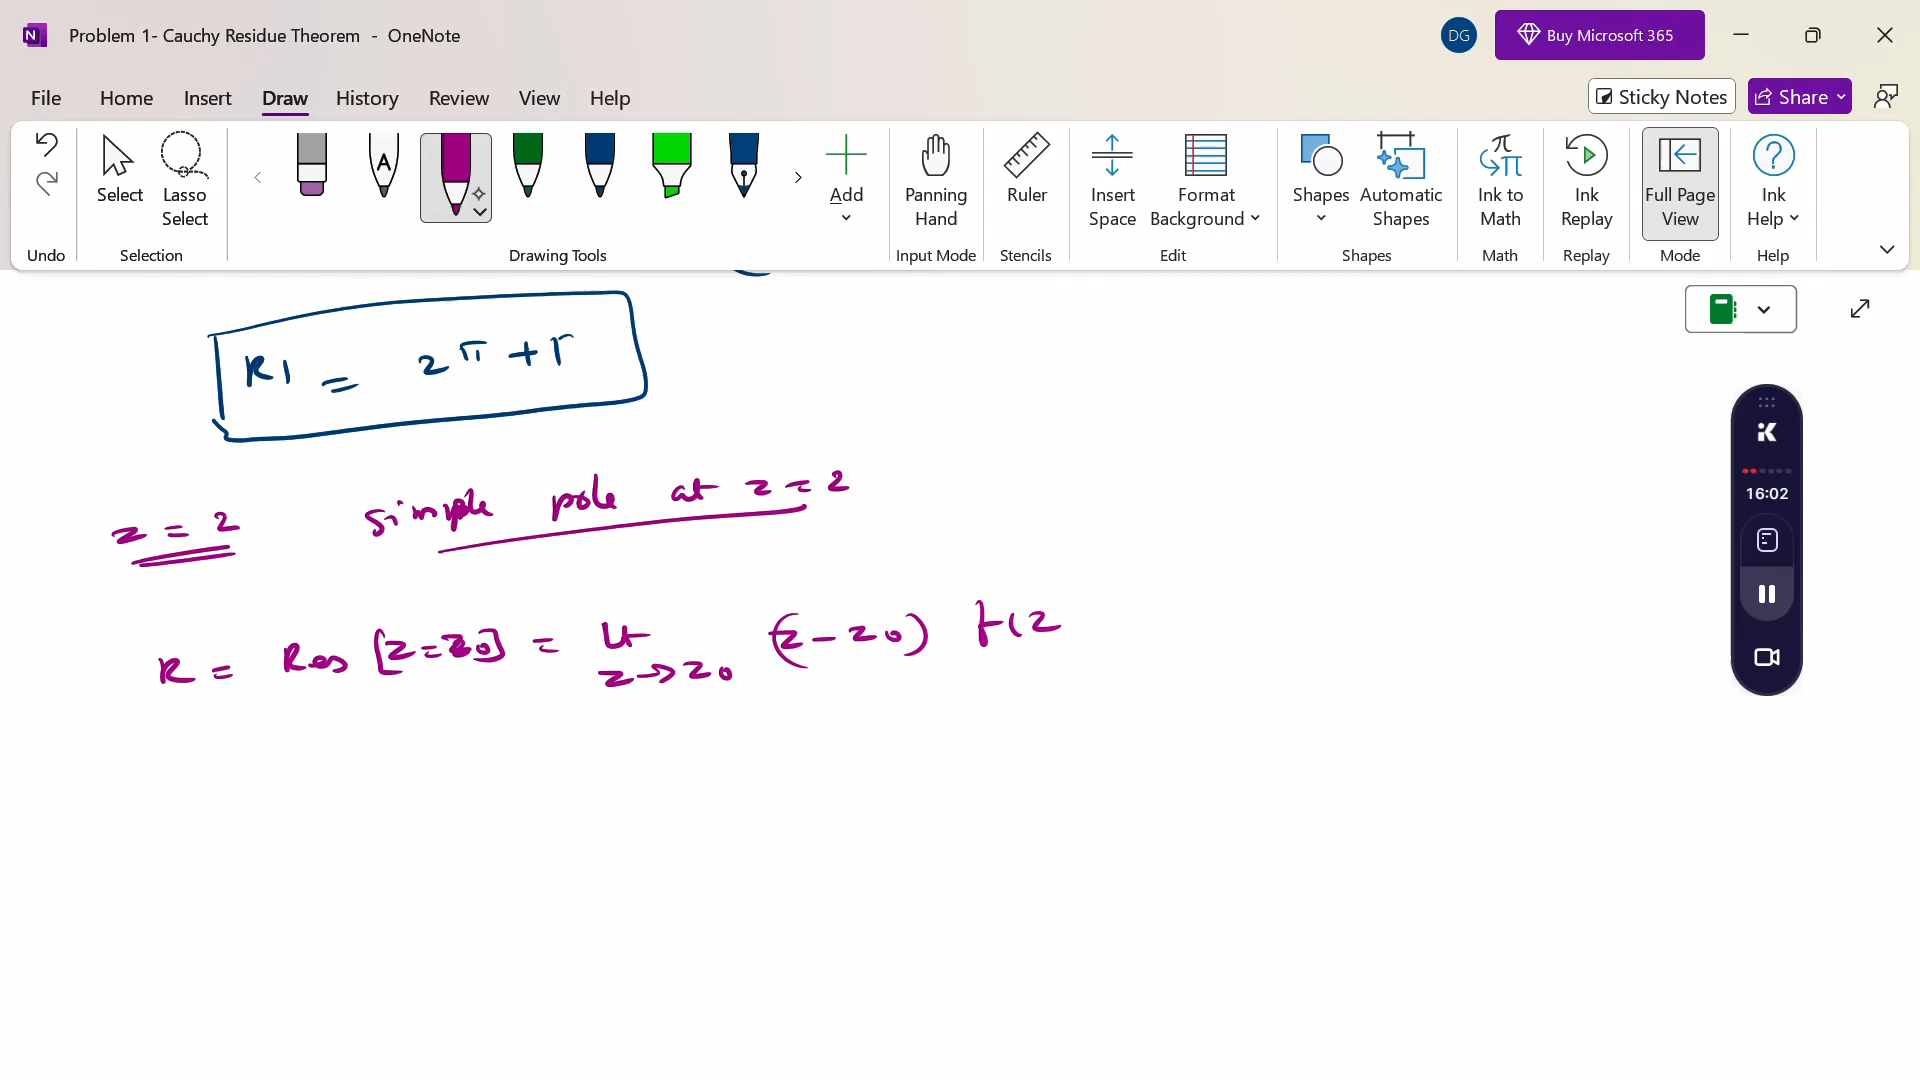 Problem 1- Cauchy Residue Theorem - OneNote
DG
Buy Microsoft 365
File Home Insert Draw History Review View Help
Sticky Notes
Share
Select
Lasso Select
A
Add
Panning Hand
Ruler
Insert Space
Format Background
Shapes
Automatic Shapes
Ink to Math
Ink Replay
Full Page View
Ink Help
Undo
Selection
Drawing Tools
Input Mode
Stencils
Edit
Shapes
Math
Replay
Mode
Help
R1 = 2π +
16:02
z = 2 simple pole at z = 2
R = Res [z = z0] = Lt z→z0 (z - z0) f(z